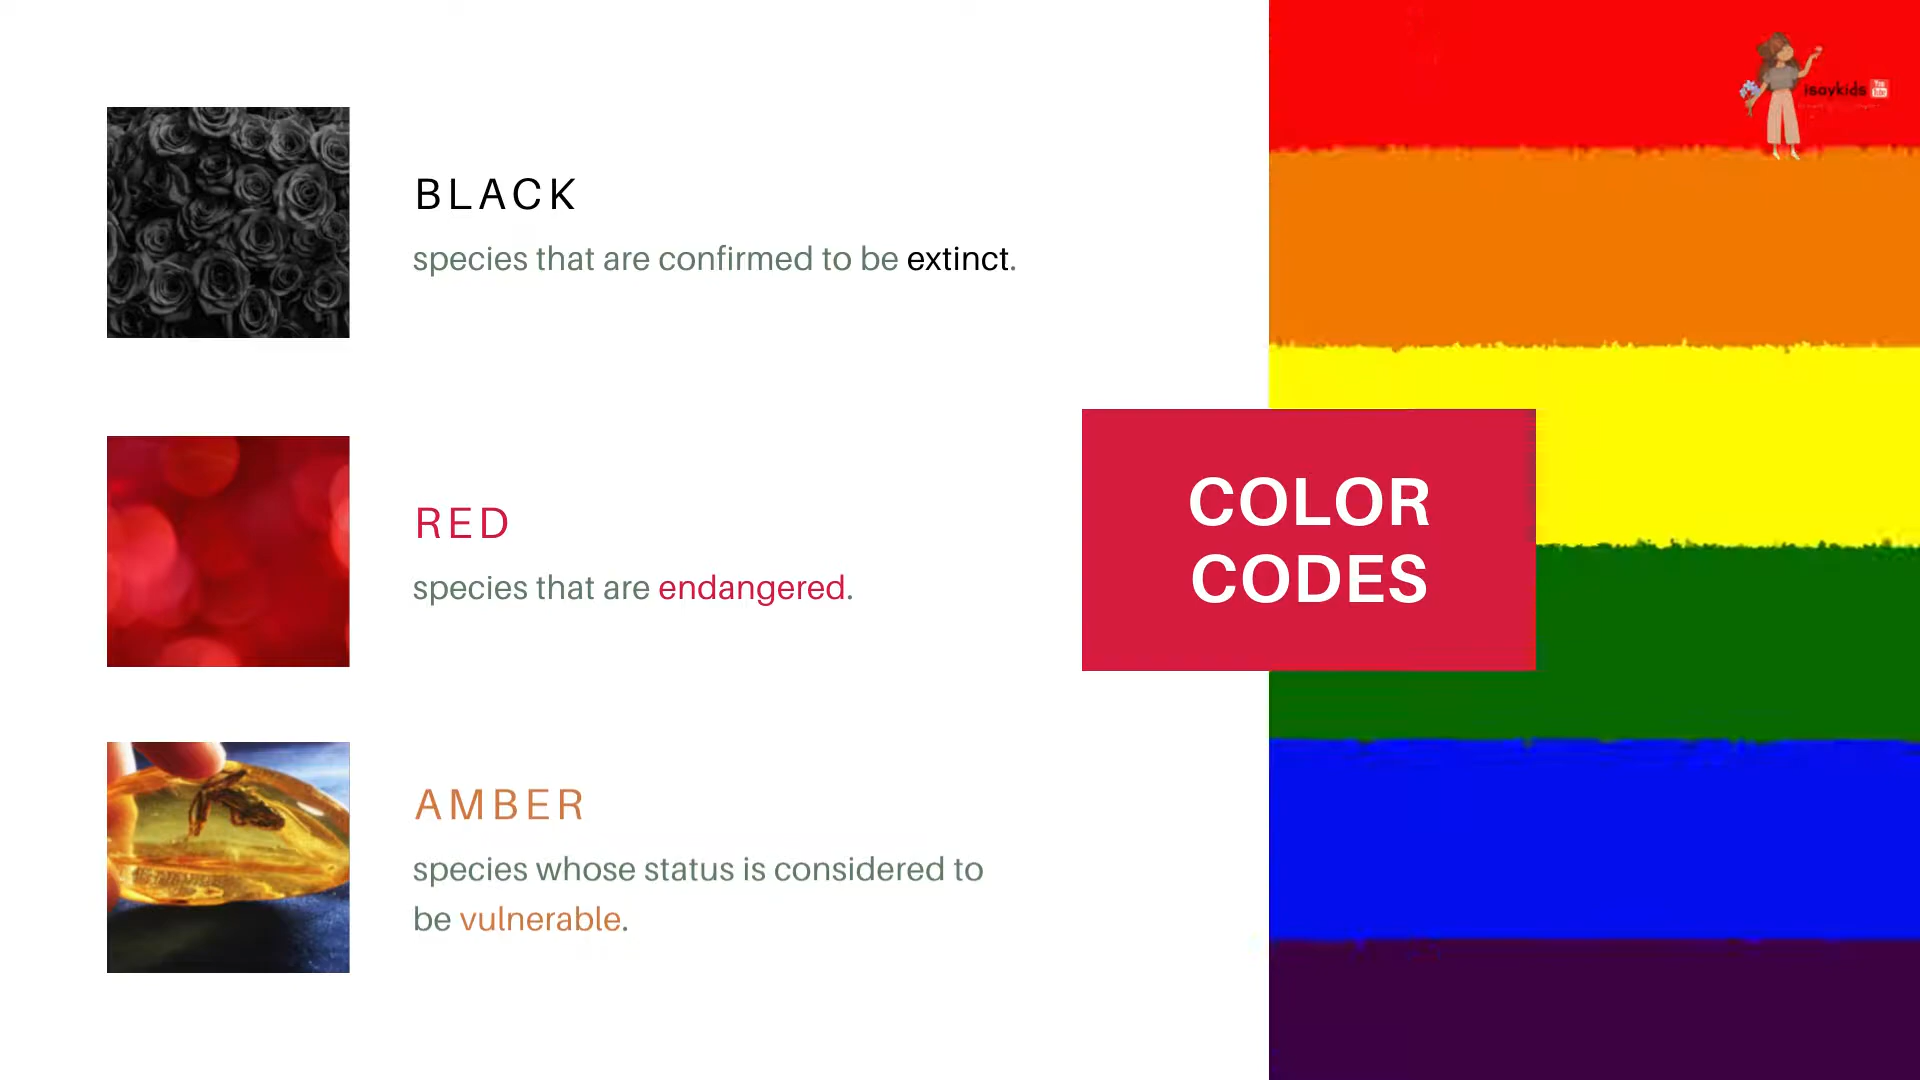 BLACK
species that are confirmed to be extinct.
RED
species that are endangered.
AMBER
species whose status is considered to
be vulnerable.
COLOR
CODES
isaykids